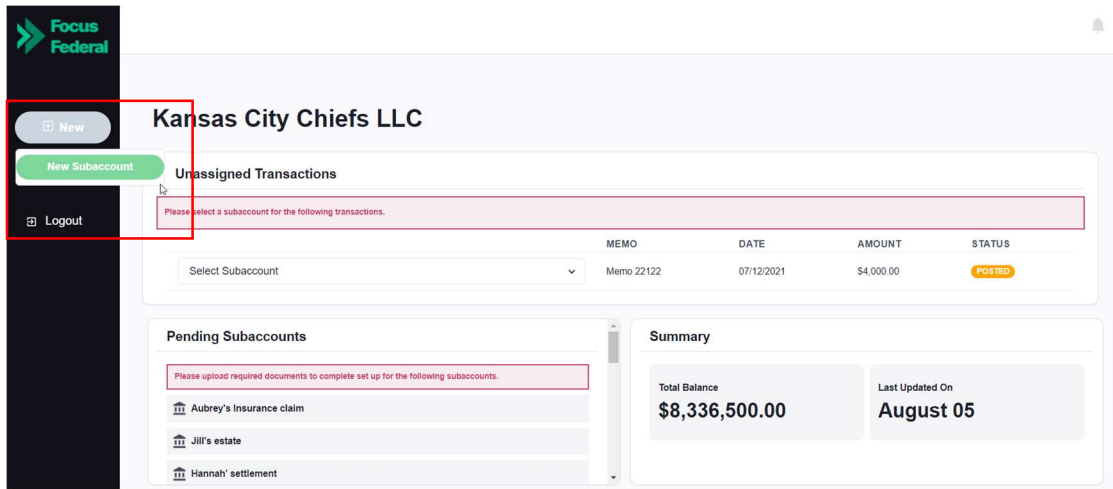 Focus
Federal
New
New Subaccount
Logout
Kansas City Chiefs LLC
Unassigned Transactions
Please select a subaccount for the following transactions.
MEMO DATE AMOUNT STATUS
Select Subaccount Memo 22122 07/12/2021 $4,000.00 POSTED
Pending Subaccounts
Please upload required documents to complete set up for the following subaccounts.
Aubrey's Insurance claim
Jill's estate
Hannah' settlement
Summary
Total Balance
$8,336,500.00
Last Updated On
August 05